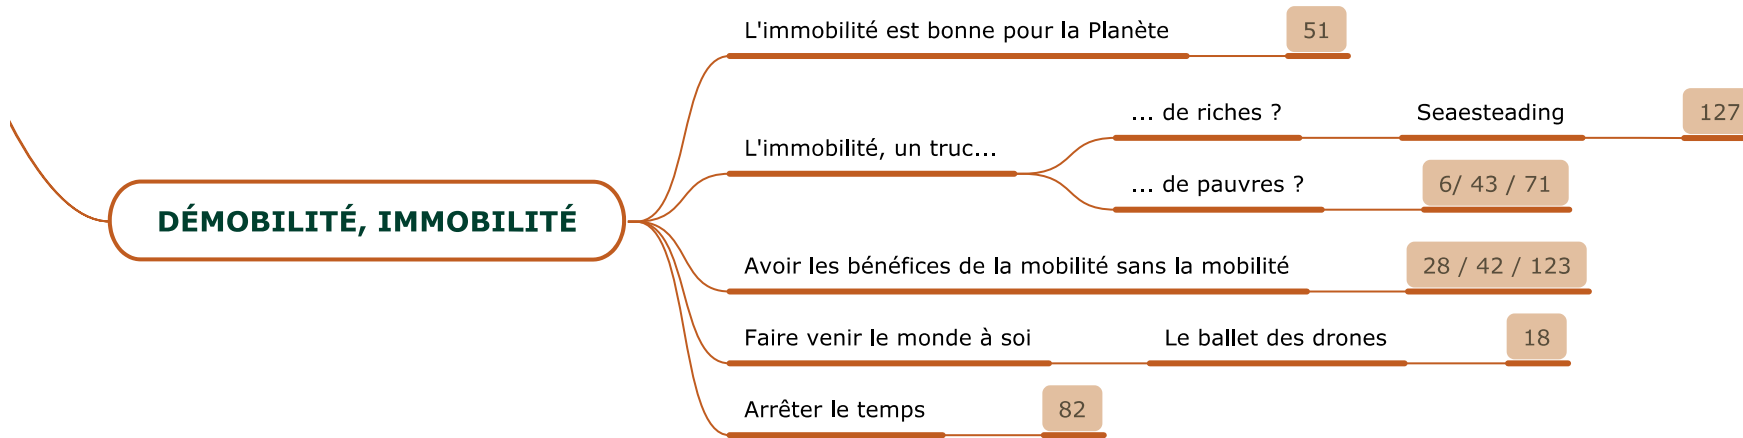 L'immobilité est bonne pour la Planète 51
... de riches ? Seaesteading 127
L'immobilité, un truc...
... de pauvres ? 6/ 43 / 71
DÉMOBILITÉ, IMMOBILITÉ
Avoir les bénéfices de la mobilité sans la mobilité 28 / 42 / 123
Faire venir le monde à soi Le ballet des drones 18
Arrêter le temps 82